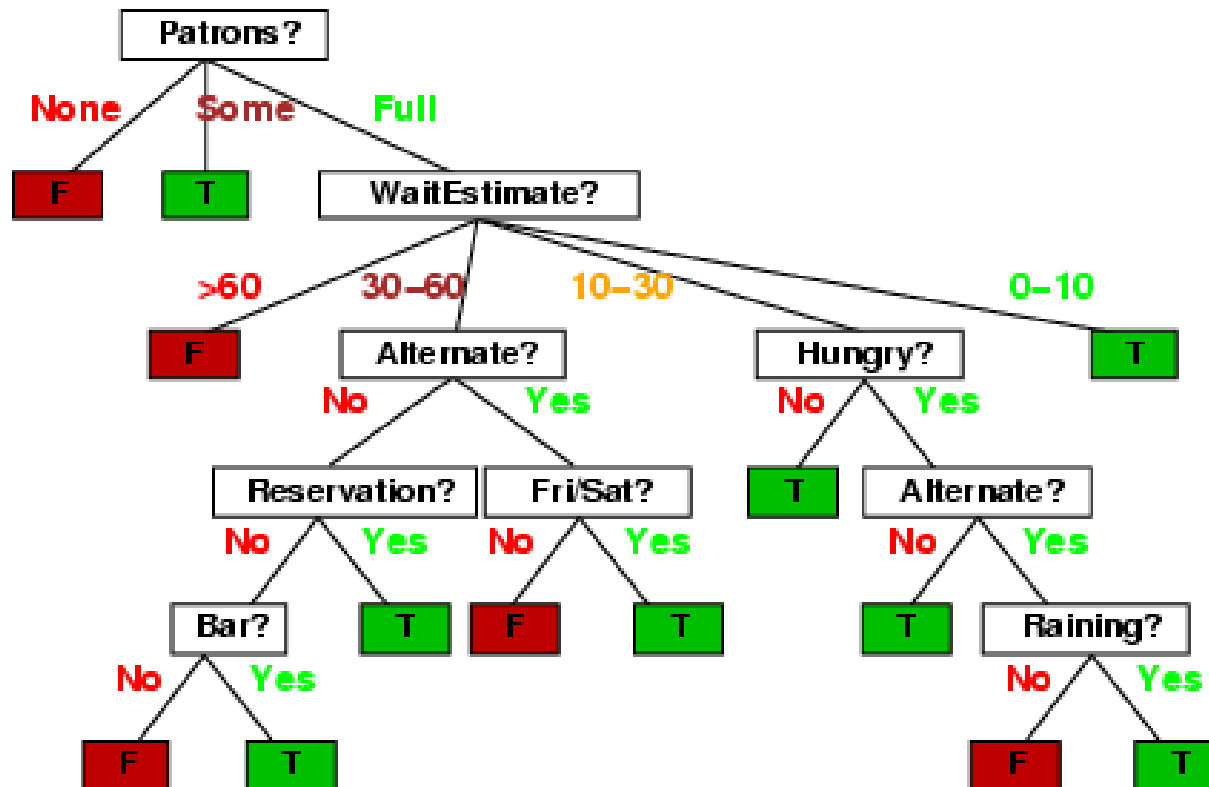 Patrons?
None Some Full
F T WaitEstimate?
>60 30–60 10–30 0–10
F Alternate? Hungry? T
No Yes No Yes
Reservation? Fri/Sat? T Alternate?
No Yes No Yes No Yes
Bar? T F T T Raining?
No Yes No Yes
F T F T